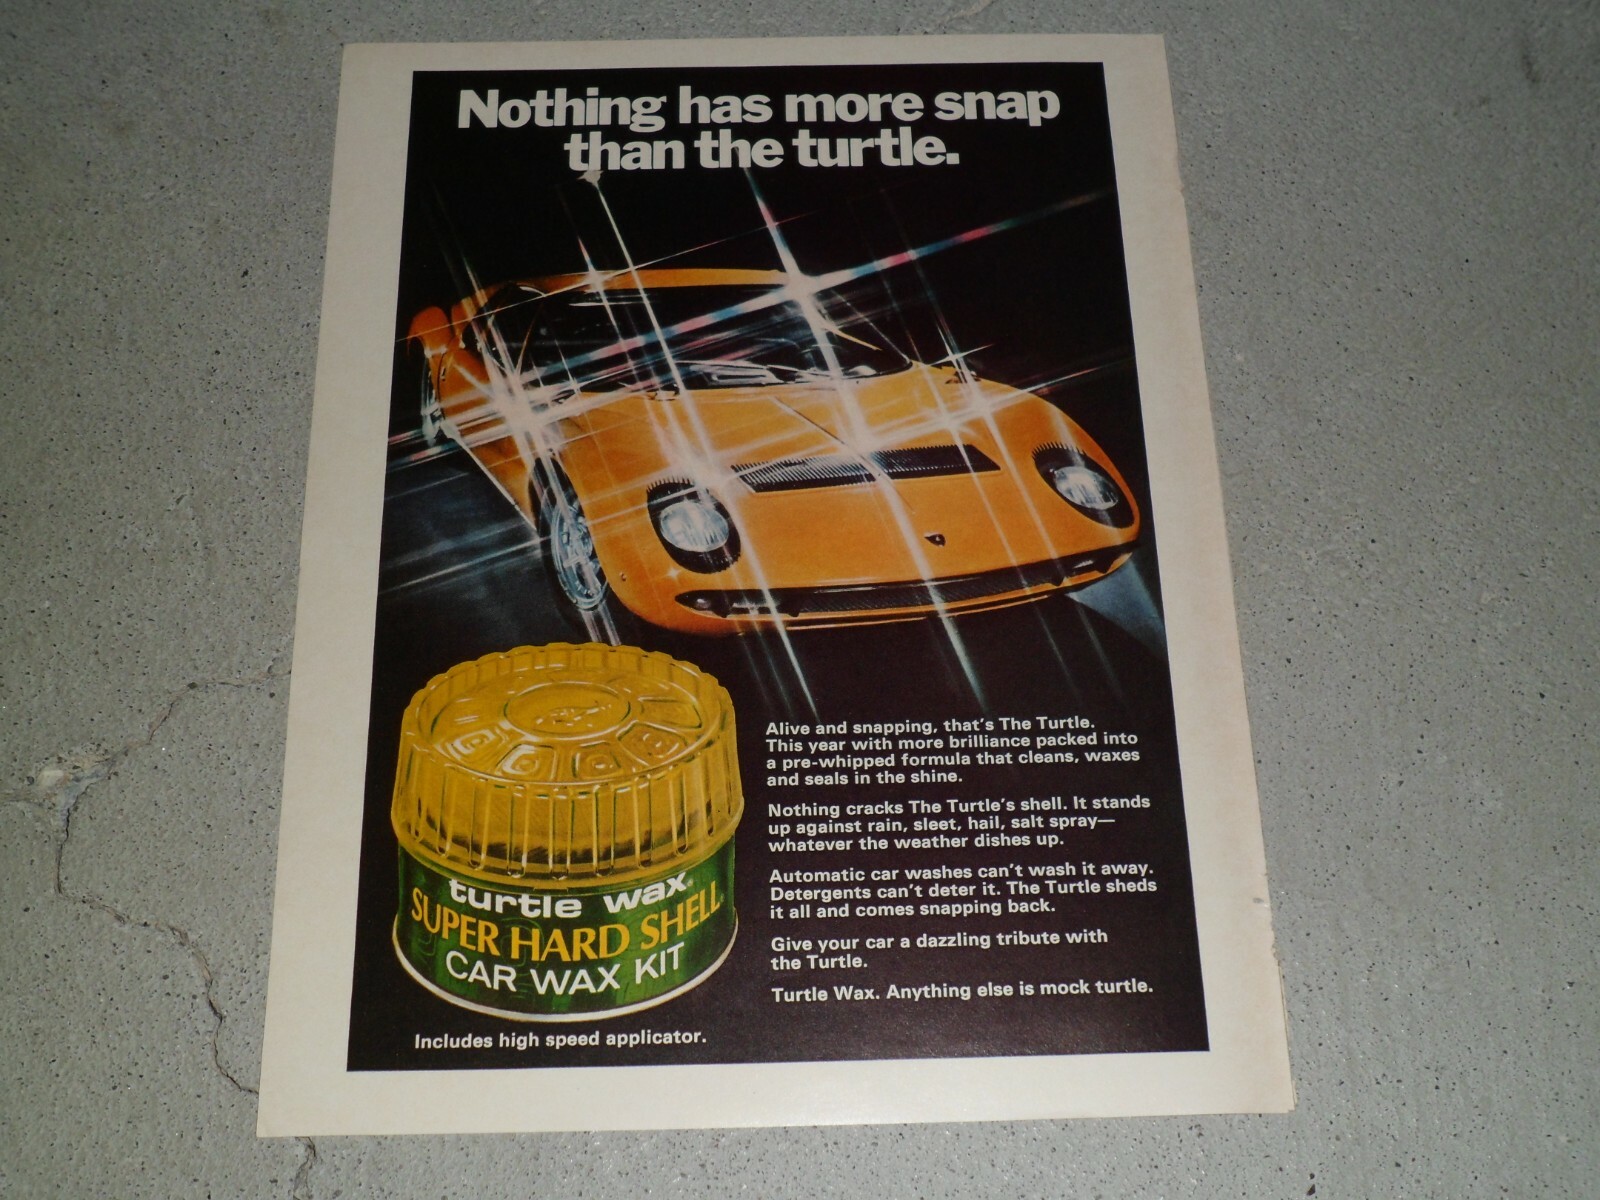 Nothing has more snap
than the turtle.
Alive and snapping, that's The Turtle.
This year with more brilliance packed into
a pre-whipped formula that cleans, waxes
and seals in the shine.
Nothing cracks The Turtle's shell. It stands
up against rain, sleet, hail, salt spray—
whatever the weather dishes up.
Automatic car washes can't wash it away.
Detergents can't deter it. The Turtle sheds
it all and comes snapping back.
Give your car a dazzling tribute with
the Turtle.
Turtle Wax. Anything else is mock turtle.
turtle wax®
SUPER HARD SHELL
CAR WAX KIT
Includes high speed applicator.